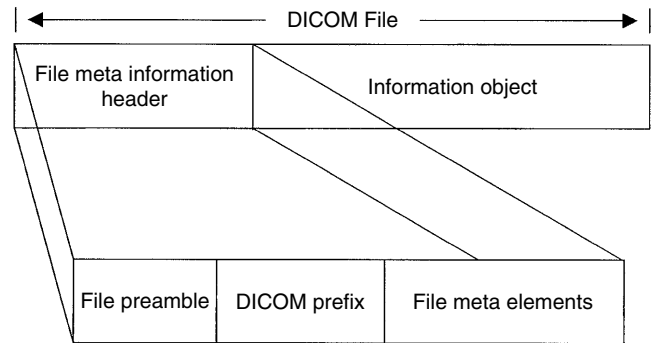 DICOM File
File meta information
header
Information object
File preamble
DICOM prefix
File meta elements